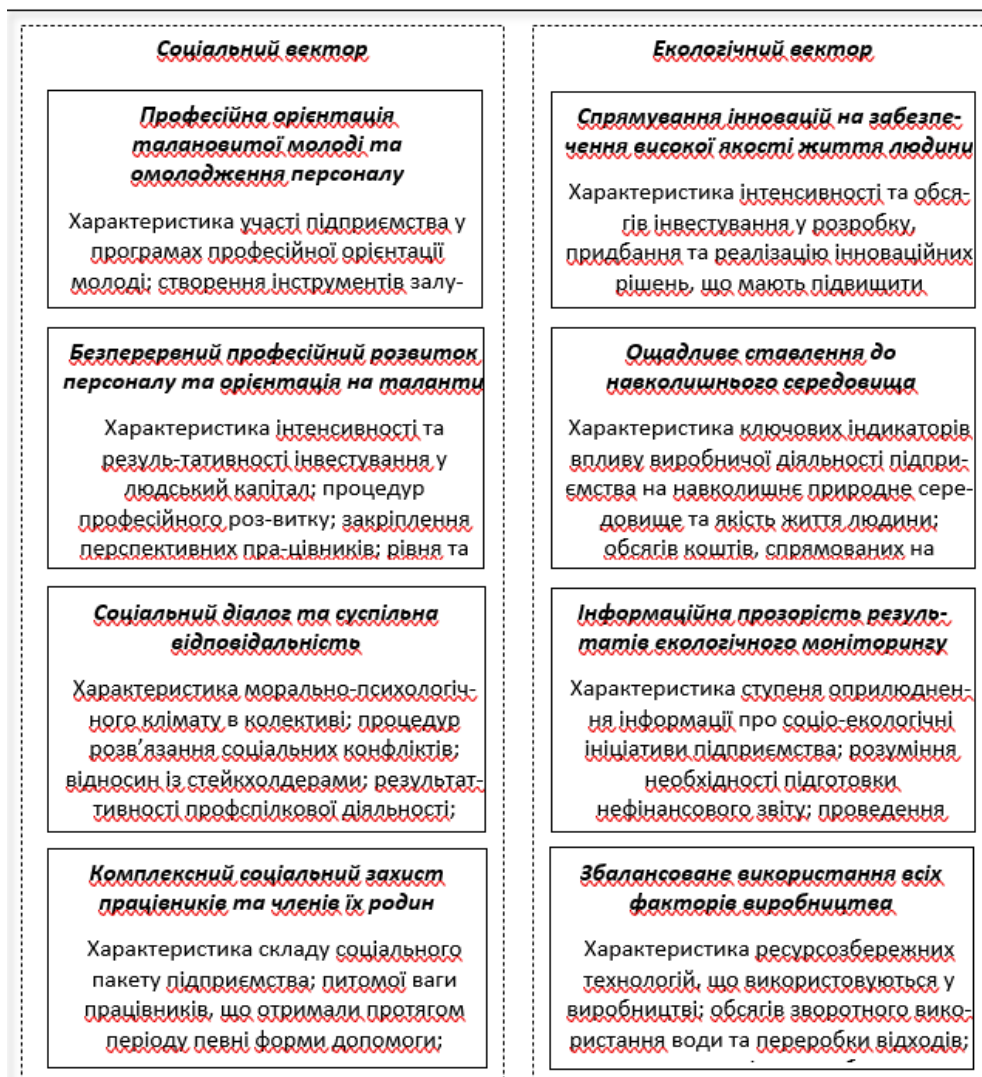 Соціальний вектор
Професійна орієнтація
талановитої молоді та
омолодження персоналу
Характеристика участі підприємства у
програмах професійної орієнтації
молоді; створення інструментів залу-
Безперервний професійний розвиток
персоналу та орієнтація на таланти
Характеристика інтенсивності та
резуль-тативності інвестування у
людський капітал; процедур
професійного роз-витку; закріплення
перспективних пра-цівників; рівня та
Соціальний діалог та суспільна
відповідальність
Характеристика морально-психологіч-
ного клімату в колективі; процедур
розв’язання соціальних конфліктів;
відносин із стейкхолдерами; результат-
тивності профспілкової діяльності;
Комплексний соціальний захист
працівників та членів їх родин
Характеристика складу соціального
пакету підприємства; питомої ваги
працівників, що отримали протягом
періоду певні форми допомоги;
Екологічний вектор
Спрямування інновацій на забезпе-
чення високої якості життя людини
Характеристика інтенсивності та обся-
гів інвестування у розробку,
придбання та реалізацію інноваційних
рішень, що мають підвищити
Ощадливе ставлення до
навколишнього середовища
Характеристика ключових індикаторів
впливу виробничої діяльності підпри-
ємства на навколишнє природне сере-
довище та якість життя людини;
обсягів коштів, спрямованих на
Інформаційна прозорість резуль-
татів екологічного моніторингу
Характеристика ступеня оприлюднен-
ня інформації про соціо-екологічні
ініціативи підприємства; розуміння
необхідності підготовки
нефінансового звіту; проведення
Збалансоване використання всіх
факторів виробництва
Характеристика ресурсозбережних
технологій, що використовуються у
виробництві; обсягів зворотного вико-
ристання води та переробки відходів;